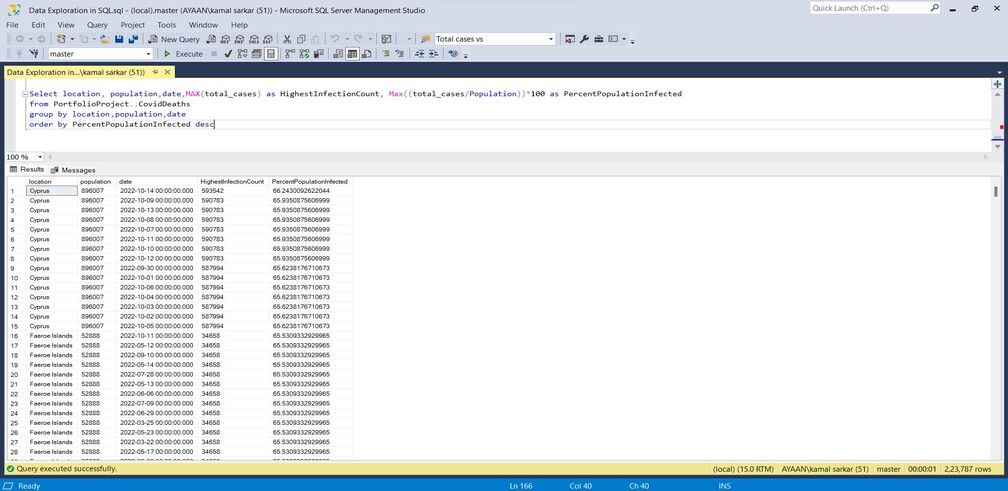 Data Exploration in SQL.sql - (local).master (AYAAN\kamal sarkar (51)) - Microsoft SQL Server Management Studio
Quick Launch (Ctrl+Q)
File Edit View Query Project Tools Window Help
New Query
Total cases vs
master
Execute
Data Exploration in...\kamal sarkar (51))
Select location, population,date,MAX(total_cases) as HighestInfectionCount, Max((total_cases/Population))*100 as PercentPopulationInfected
from PortfolioProject..CovidDeaths
group by location,population,date
order by PercentPopulationInfected desc
100 %
Results Messages
location population date HighestInfectionCount PercentPopulationInfected
1 Cyprus 896007 2022-10-14 00:00:00.000 593542 66.2430092622044
2 Cyprus 896007 2022-10-09 00:00:00.000 590783 65.9350875606999
3 Cyprus 896007 2022-10-13 00:00:00.000 590783 65.9350875606999
4 Cyprus 896007 2022-10-08 00:00:00.000 590783 65.9350875606999
5 Cyprus 896007 2022-10-07 00:00:00.000 590783 65.9350875606999
6 Cyprus 896007 2022-10-11 00:00:00.000 590783 65.9350875606999
7 Cyprus 896007 2022-10-10 00:00:00.000 590783 65.9350875606999
8 Cyprus 896007 2022-10-12 00:00:00.000 590783 65.9350875606999
9 Cyprus 896007 2022-09-30 00:00:00.000 587994 65.6238176710673
10 Cyprus 896007 2022-10-01 00:00:00.000 587994 65.6238176710673
11 Cyprus 896007 2022-10-06 00:00:00.000 587994 65.6238176710673
12 Cyprus 896007 2022-10-04 00:00:00.000 587994 65.6238176710673
13 Cyprus 896007 2022-10-03 00:00:00.000 587994 65.6238176710673
14 Cyprus 896007 2022-10-02 00:00:00.000 587994 65.6238176710673
15 Cyprus 896007 2022-10-05 00:00:00.000 587994 65.6238176710673
16 Faeroe Islands 52888 2022-10-11 00:00:00.000 34658 65.5309332929965
17 Faeroe Islands 52888 2022-05-12 00:00:00.000 34658 65.5309332929965
18 Faeroe Islands 52888 2022-09-10 00:00:00.000 34658 65.5309332929965
19 Faeroe Islands 52888 2022-05-14 00:00:00.000 34658 65.5309332929965
20 Faeroe Islands 52888 2022-07-28 00:00:00.000 34658 65.5309332929965
21 Faeroe Islands 52888 2022-05-13 00:00:00.000 34658 65.5309332929965
22 Faeroe Islands 52888 2022-06-06 00:00:00.000 34658 65.5309332929965
23 Faeroe Islands 52888 2022-07-09 00:00:00.000 34658 65.5309332929965
24 Faeroe Islands 52888 2022-06-29 00:00:00.000 34658 65.5309332929965
25 Faeroe Islands 52888 2022-03-25 00:00:00.000 34658 65.5309332929965
26 Faeroe Islands 52888 2022-05-23 00:00:00.000 34658 65.5309332929965
27 Faeroe Islands 52888 2022-03-22 00:00:00.000 34658 65.5309332929965
28 Faeroe Islands 52888 2022-05-17 00:00:00.000 34658 65.5309332929965
Query executed successfully. (local) (15.0 RTM) AYAAN\kamal sarkar (51) master 00:00:01 2,23,787 rows
Ready Ln 166 Col 40 Ch 40 INS